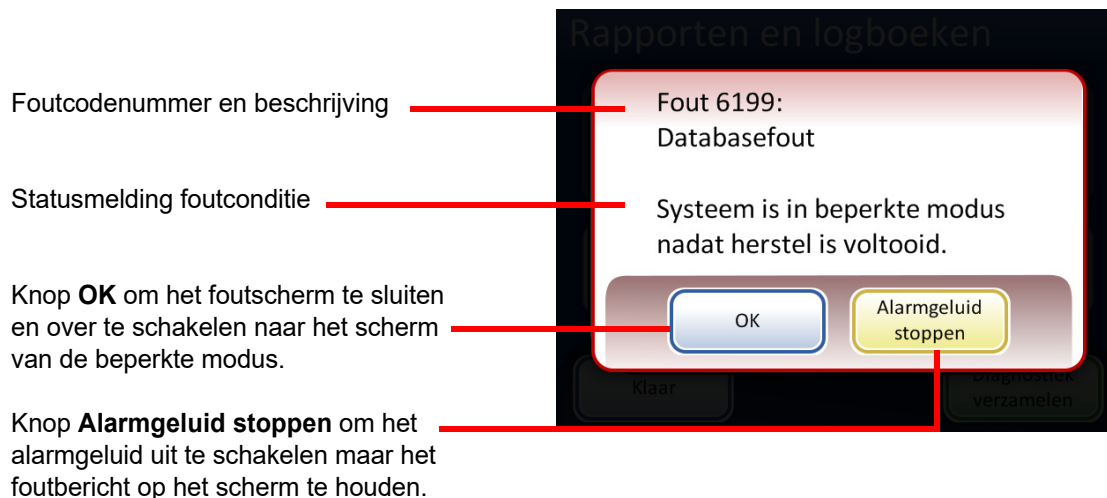 Rapporten en logboeken
Foutcodenummer en beschrijving
Fout 6199:
Databasefout
Statusmelding foutconditie
Systeem is in beperkte modus
nadat herstel is voltooid.
Knop OK om het foutscherm te sluiten
en over te schakelen naar het scherm
van de beperkte modus.
OK
Alarmgeluid
stoppen
Klaar
Diagnostiek
verzamelen
Knop Alarmgeluid stoppen om het
alarmgeluid uit te schakelen maar het
foutbericht op het scherm te houden.